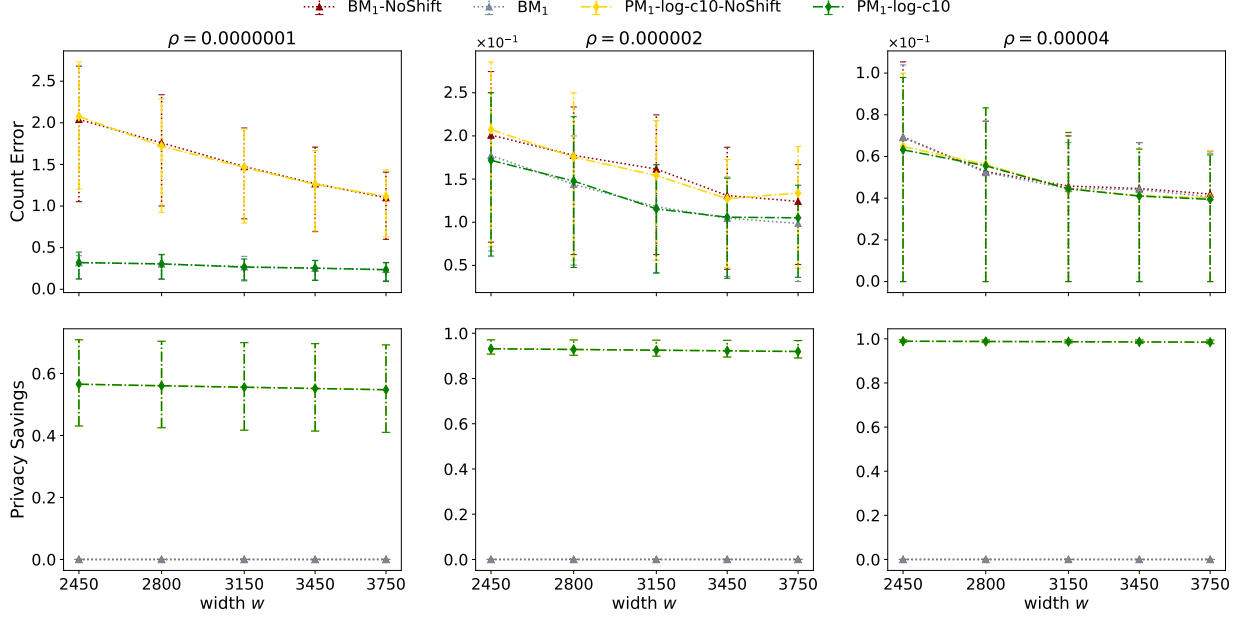 BM₁-NoShift BM₁ PM₁-log-c10-NoShift PM₁-log-c10
ρ = 0.0000001
×10⁻¹ ρ = 0.000002
×10⁻¹ ρ = 0.00004
Count Error
2.5
2.0
1.5
1.0
0.5
0.0
2.5
2.0
1.5
1.0
0.5
1.0
0.8
0.6
0.4
0.2
0.0
Privacy Savings
0.6
0.4
0.2
0.0
1.0
0.8
0.6
0.4
0.2
0.0
1.0
0.8
0.6
0.4
0.2
0.0
2450 2800 3150 3450 3750
width w
2450 2800 3150 3450 3750
width w
2450 2800 3150 3450 3750
width w